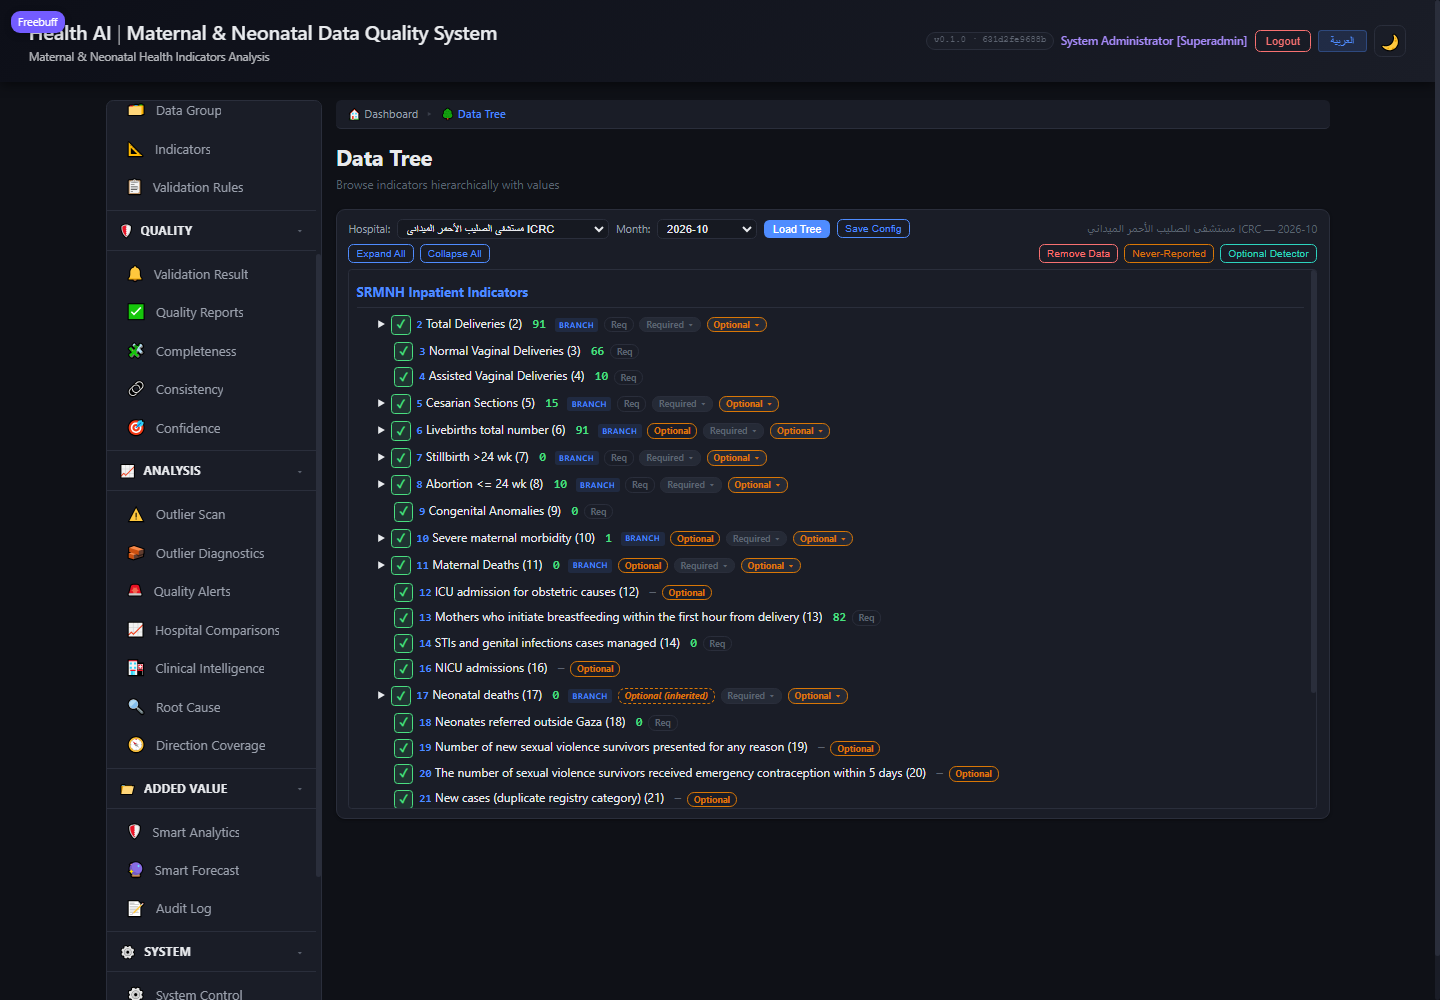 Freebuff
Health AI | Maternal & Neonatal Data Quality System
Maternal & Neonatal Health Indicators Analysis
v0.1.0 · 631d2fe9688b
System Administrator [Superadmin]
Logout
العربية
Data Group
Indicators
Validation Rules
QUALITY
Validation Result
Quality Reports
Completeness
Consistency
Confidence
ANALYSIS
Outlier Scan
Outlier Diagnostics
Quality Alerts
Hospital Comparisons
Clinical Intelligence
Root Cause
Direction Coverage
ADDED VALUE
Smart Analytics
Smart Forecast
Audit Log
SYSTEM
System Control
Dashboard • Data Tree
Data Tree
Browse indicators hierarchically with values
Hospital: مستشفى الصليب الأحمر الميداني ICRC Month: 2026-10 Load Tree Save Config
مستشفى الصليب الأحمر الميداني ICRC — 2026-10
Expand All Collapse All Remove Data Never-Reported Optional Detector
SRMNH Inpatient Indicators
2 Total Deliveries (2) 91 BRANCH Req Required Optional
3 Normal Vaginal Deliveries (3) 66 Req
4 Assisted Vaginal Deliveries (4) 10 Req
5 Cesarian Sections (5) 15 BRANCH Req Required Optional
6 Livebirths total number (6) 91 BRANCH Optional Required Optional
7 Stillbirth >24 wk (7) 0 BRANCH Req Required Optional
8 Abortion <= 24 wk (8) 10 BRANCH Req Required Optional
9 Congenital Anomalies (9) 0 Req
10 Severe maternal morbidity (10) 1 BRANCH Optional Required Optional
11 Maternal Deaths (11) 0 BRANCH Optional Required Optional
12 ICU admission for obstetric causes (12) — Optional
13 Mothers who initiate breastfeeding within the first hour from delivery (13) 82 Req
14 STIs and genital infections cases managed (14) 0 Req
16 NICU admissions (16) — Optional
17 Neonatal deaths (17) 0 BRANCH Optional (inherited) Required Optional
18 Neonates referred outside Gaza (18) 0 Req
19 Number of new sexual violence survivors presented for any reason (19) — Optional
20 The number of sexual violence survivors received emergency contraception within 5 days (20) — Optional
21 New cases (duplicate registry category) (21) — Optional